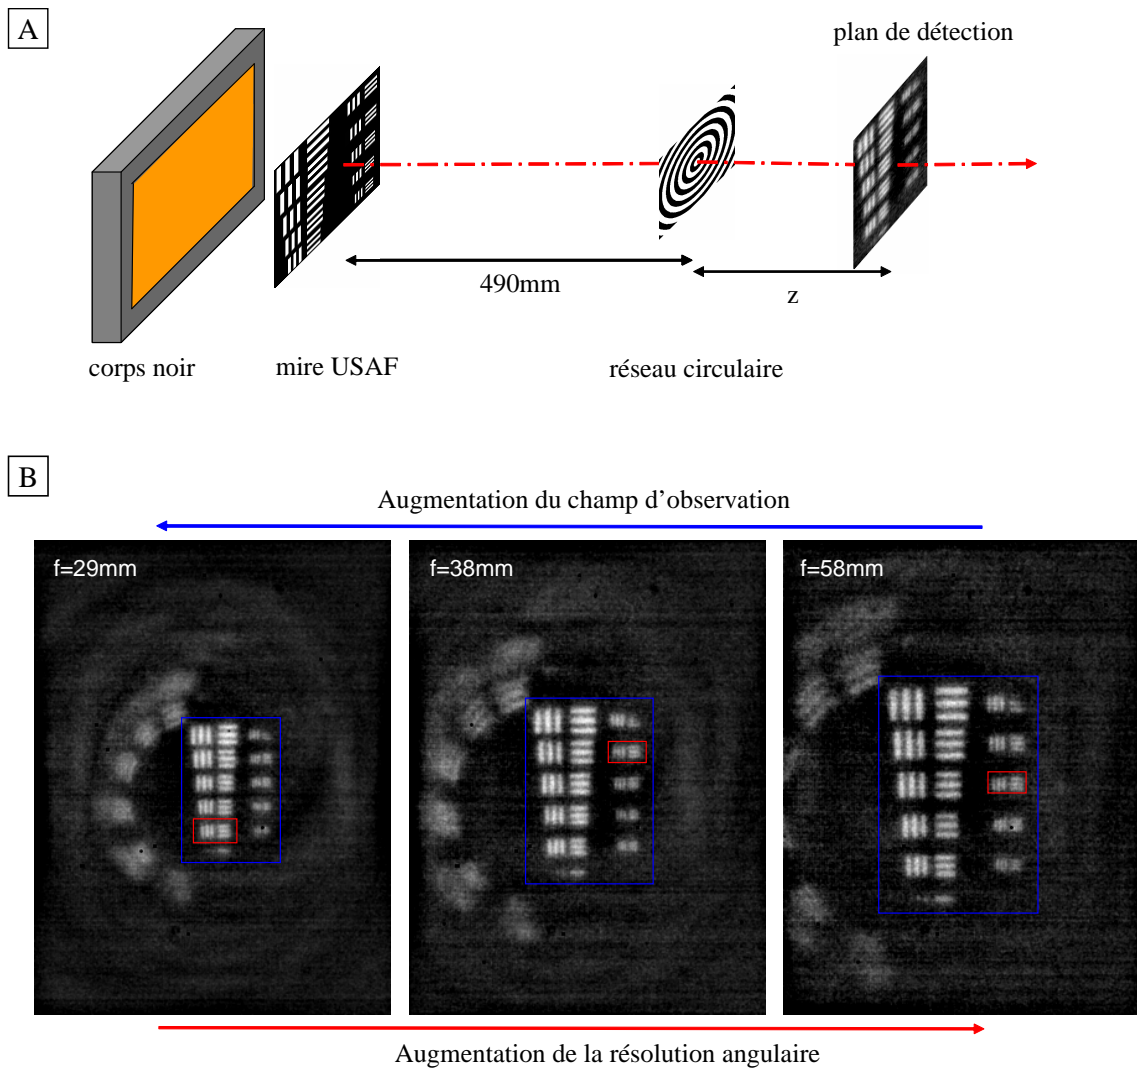 A
plan de détection
490mm
z
corps noir
mire USAF
réseau circulaire
B
Augmentation du champ d’observation
f=29mm
f=38mm
f=58mm
Augmentation de la résolution angulaire